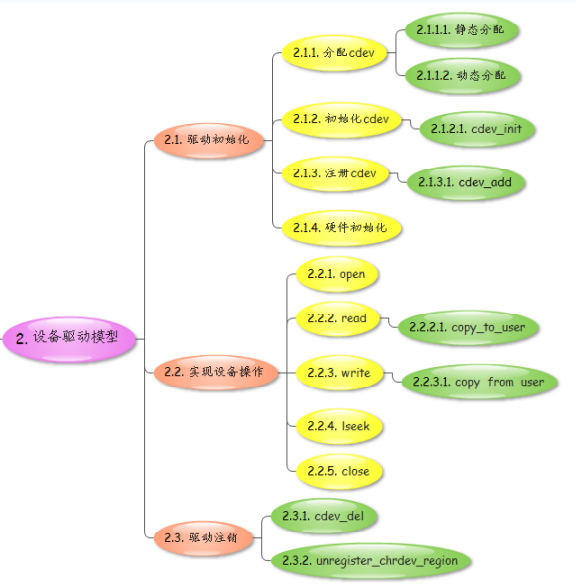 2. 设备驱动模型
2.1. 驱动初始化
2.1.1. 分配cdev
2.1.1.1. 静态分配
2.1.1.2. 动态分配
2.1.2. 初始化cdev
2.1.2.1. cdev_init
2.1.3. 注册cdev
2.1.3.1. cdev_add
2.1.4. 硬件初始化
2.2. 实现设备操作
2.2.1. open
2.2.2. read
2.2.2.1. copy_to_user
2.2.3. write
2.2.3.1. copy from user
2.2.4. lseek
2.2.5. close
2.3. 驱动注销
2.3.1. cdev_del
2.3.2. unregister_chrdev_region